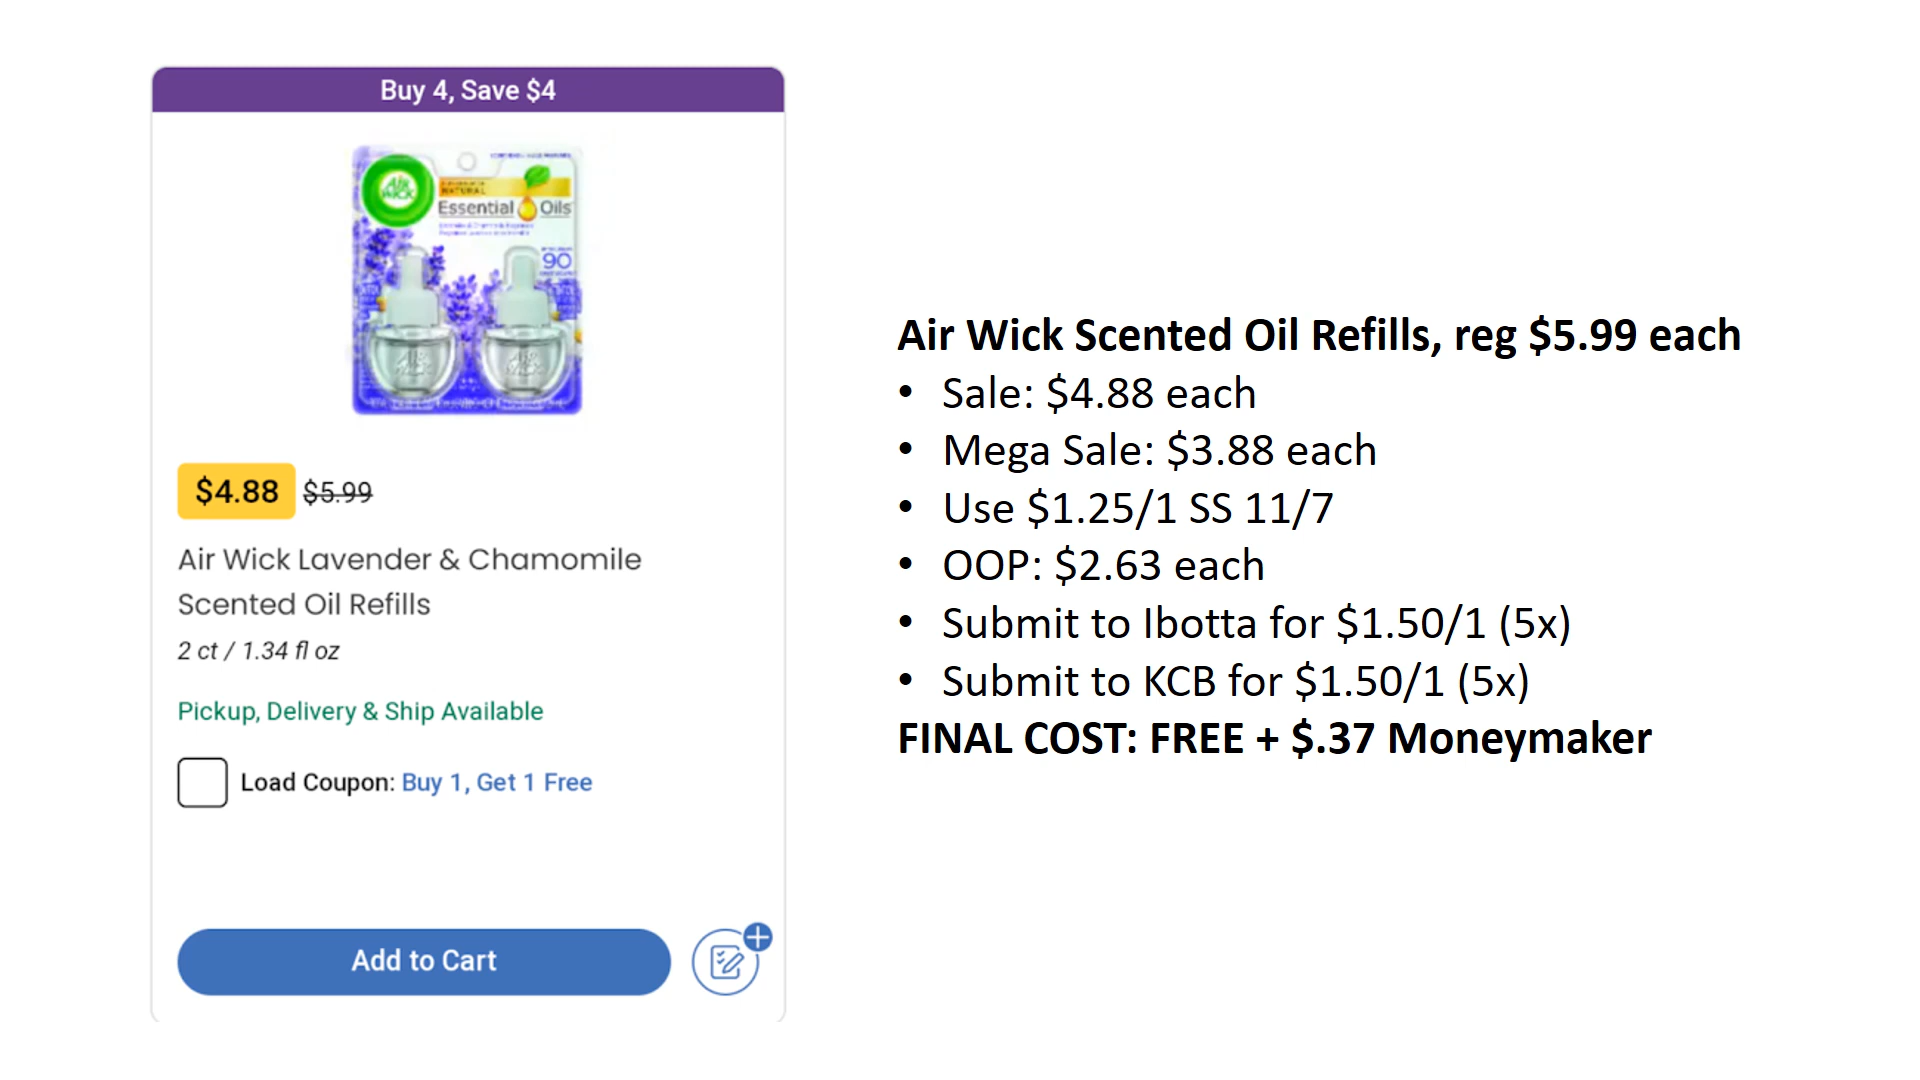 Buy 4, Save $4
AIR WICK
NATURAL
Essential Oils
90
$4.88 $5.99
Air Wick Lavender & Chamomile
Scented Oil Refills
2 ct / 1.34 fl oz
Pickup, Delivery & Ship Available
Load Coupon: Buy 1, Get 1 Free
Add to Cart
Air Wick Scented Oil Refills, reg $5.99 each
• Sale: $4.88 each
• Mega Sale: $3.88 each
• Use $1.25/1 SS 11/7
• OOP: $2.63 each
• Submit to Ibotta for $1.50/1 (5x)
• Submit to KCB for $1.50/1 (5x)
FINAL COST: FREE + $.37 Moneymaker